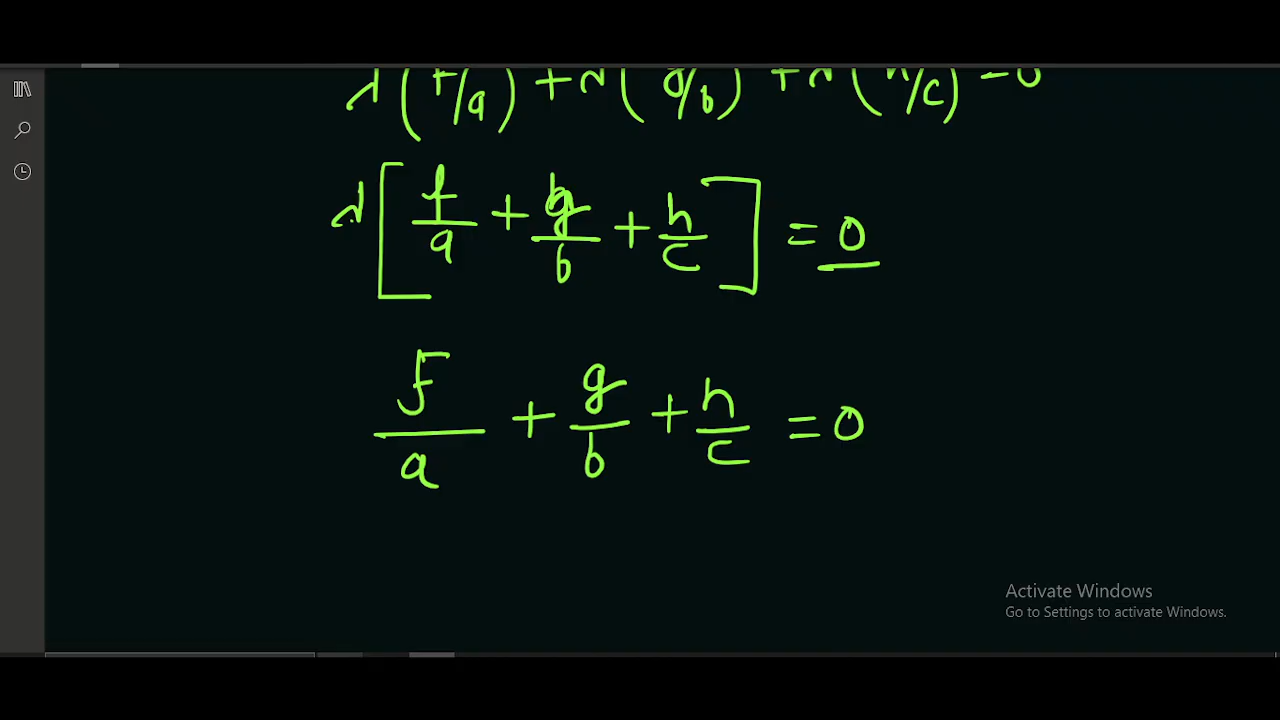 λ(f/a) + λ(g/b) + λ(h/c) = 0
λ[f/a + g/b + h/c] = 0
f/a + g/b + h/c = 0
Activate Windows
Go to Settings to activate Windows.